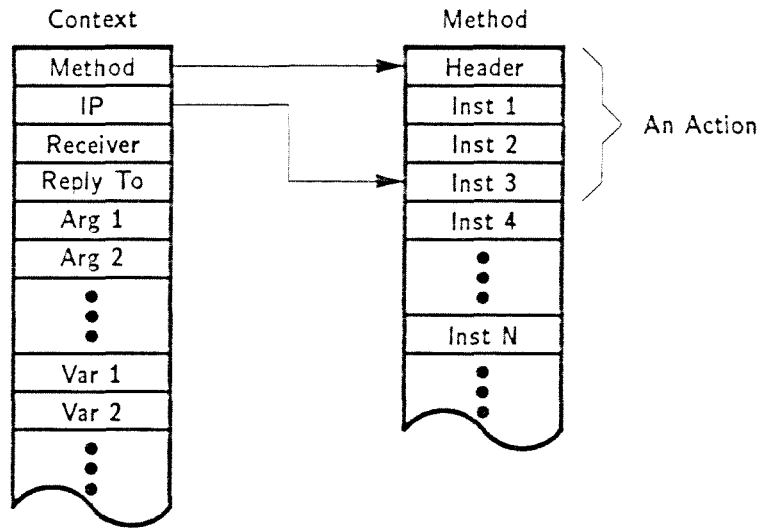 Context
Method
IP
Receiver
Reply To
Arg 1
Arg 2
Var 1
Var 2
Method
Header
Inst 1
Inst 2
Inst 3
Inst 4
Inst N
An Action